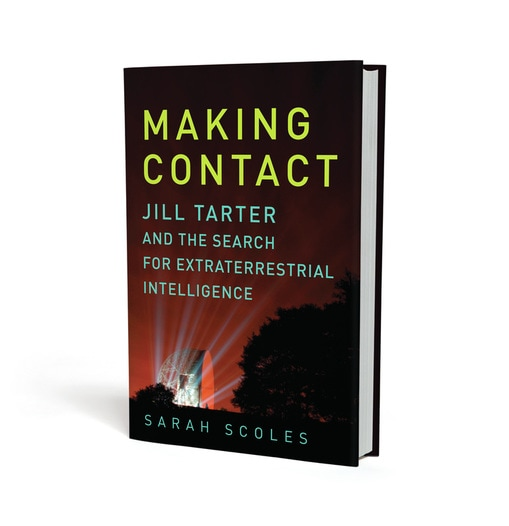 MAKING
CONTACT
JILL TARTER
AND THE SEARCH
FOR EXTRATERRESTRIAL
INTELLIGENCE
SARAH SCOLES